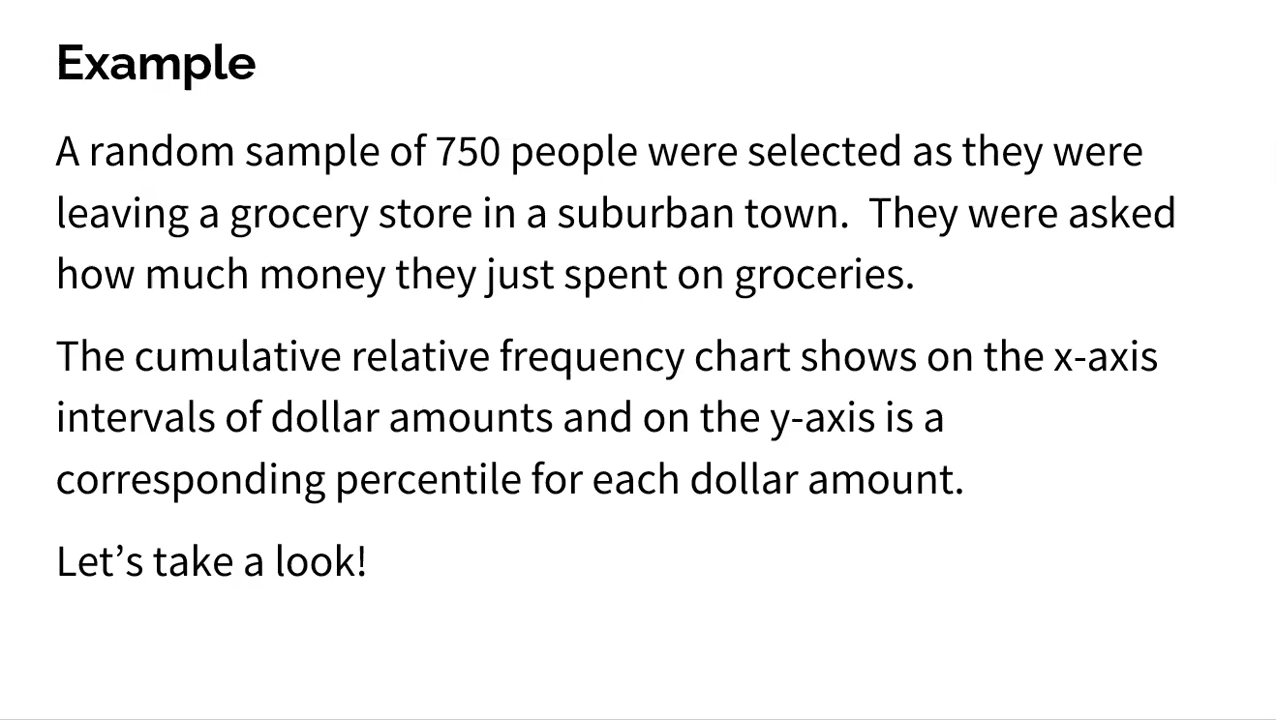 Example
A random sample of 750 people were selected as they were
leaving a grocery store in a suburban town.  They were asked
how much money they just spent on groceries.
The cumulative relative frequency chart shows on the x-axis
intervals of dollar amounts and on the y-axis is a
corresponding percentile for each dollar amount.
Let’s take a look!